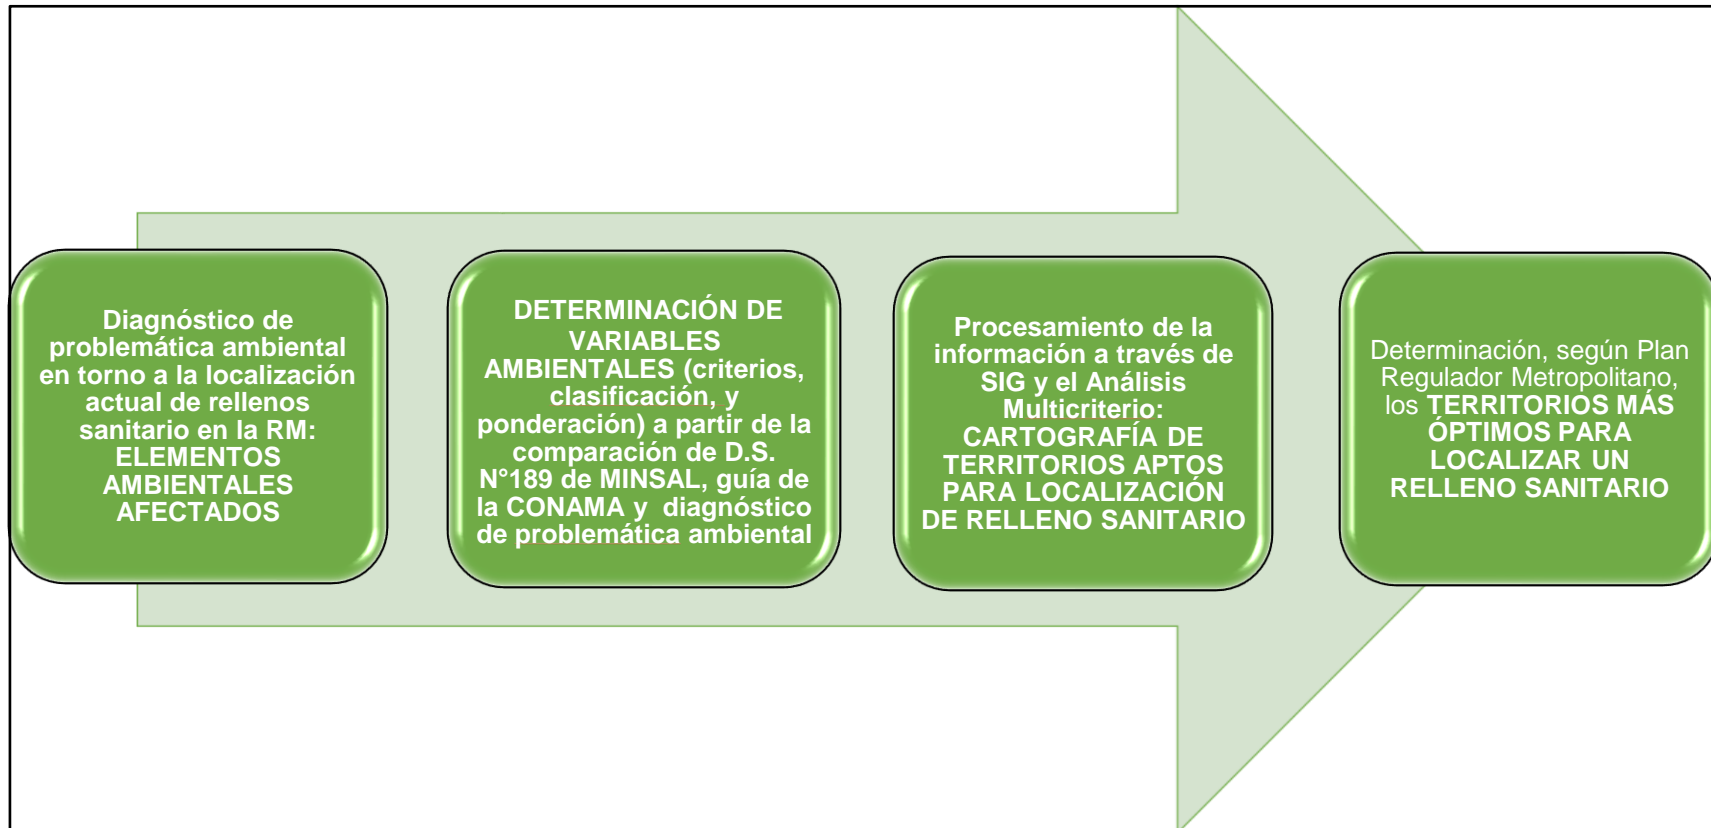 Diagnóstico de
problemática ambiental
en torno a la localización
actual de rellenos
sanitario en la RM:
ELEMENTOS
AMBIENTALES
AFECTADOS
DETERMINACIÓN DE
VARIABLES
AMBIENTALES (criterios,
clasificación, y
ponderación) a partir de la
comparación de D.S.
N°189 de MINSAL, guía de
la CONAMA y diagnóstico
de problemática ambiental
Procesamiento de la
información a través de
SIG y el Análisis
Multicriterio:
CARTOGRAFÍA DE
TERRITORIOS APTOS
PARA LOCALIZACIÓN
DE RELLENO SANITARIO
Determinación, según Plan
Regulador Metropolitano,
los TERRITORIOS MÁS
ÓPTIMOS PARA
LOCALIZAR UN
RELLENO SANITARIO